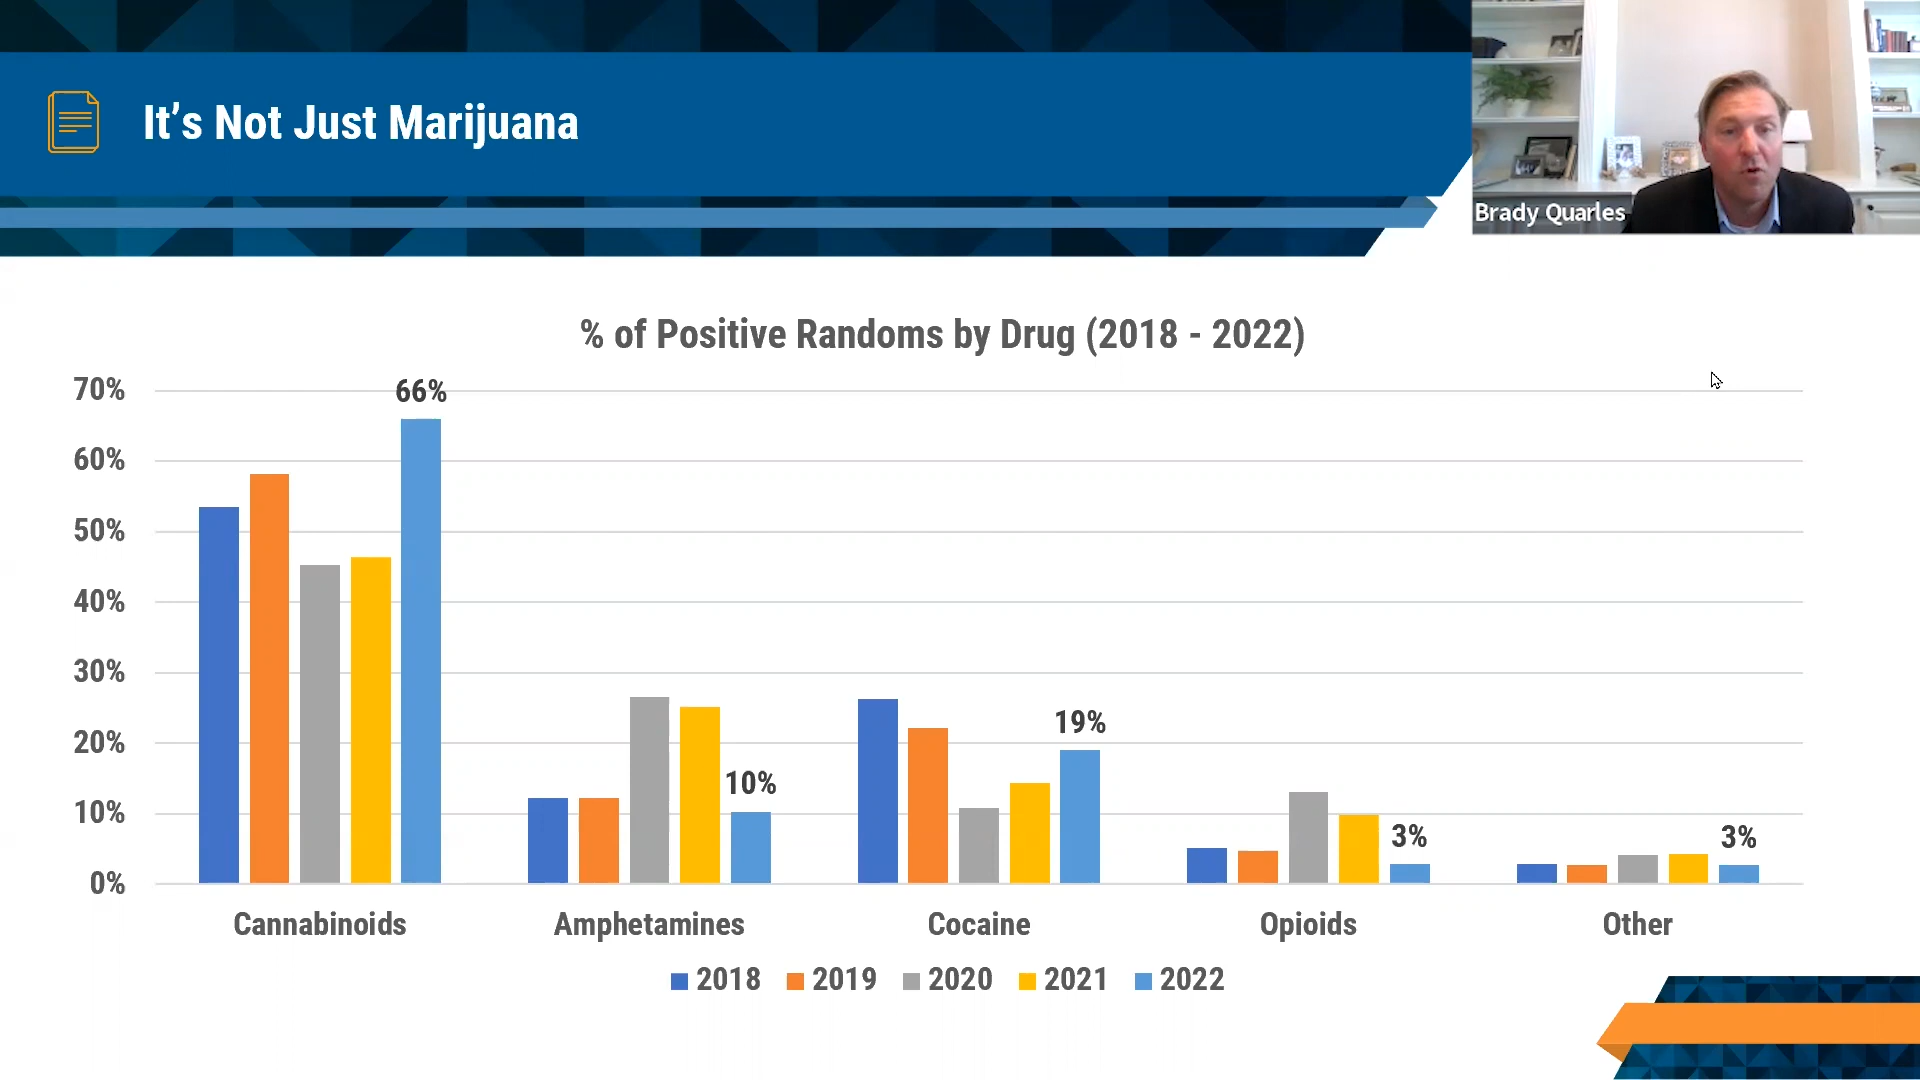 It's Not Just Marijuana
Brady Quarles
% of Positive Randoms by Drug (2018 - 2022)
70%
60%
50%
40%
30%
20%
10%
0%
66%
10%
19%
3%
3%
Cannabinoids
Amphetamines
Cocaine
Opioids
Other
2018
2019
2020
2021
2022